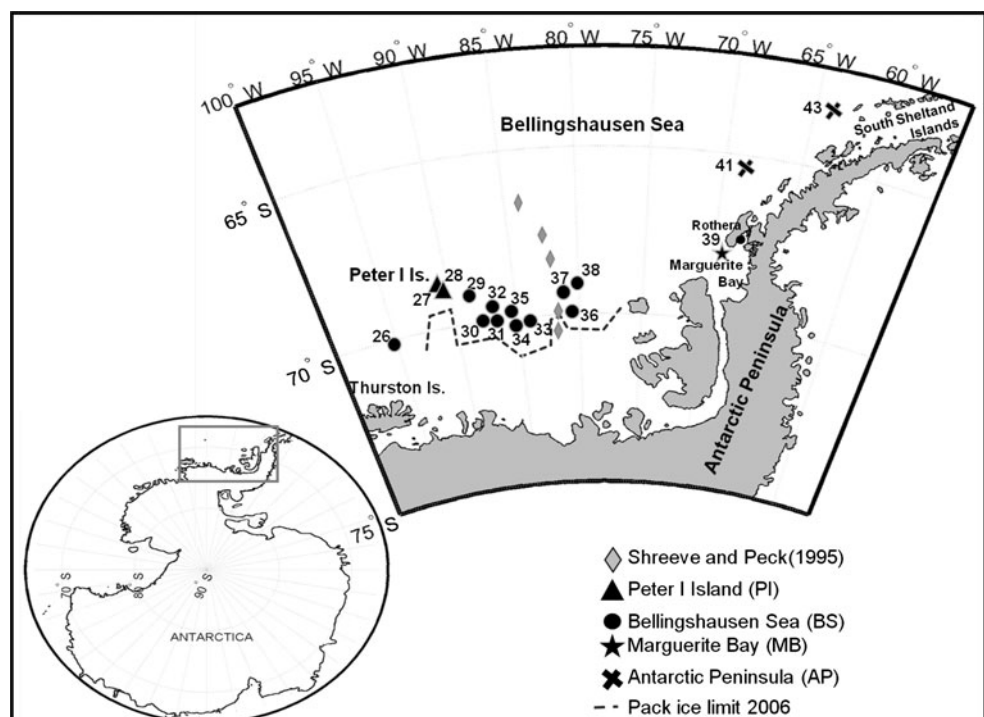 100° W
95° W
90° W
85° W
80° W
75° W
70° W
65° W
60° W
65° S
70° S
75° S
Bellingshausen Sea
43
South Sheltand
Islands
41
Rothera
39
Marguerite
Bay
Peter I Is.
28
27
29
32
35
37
38
30
31
34
33
36
26
Thurston Is.
Antarctic Peninsula
70° S
80° S
90° S
ANTARCTICA
Shreeve and Peck(1995)
Peter I Island (PI)
Bellingshausen Sea (BS)
Marguerite Bay (MB)
Antarctic Peninsula (AP)
Pack ice limit 2006